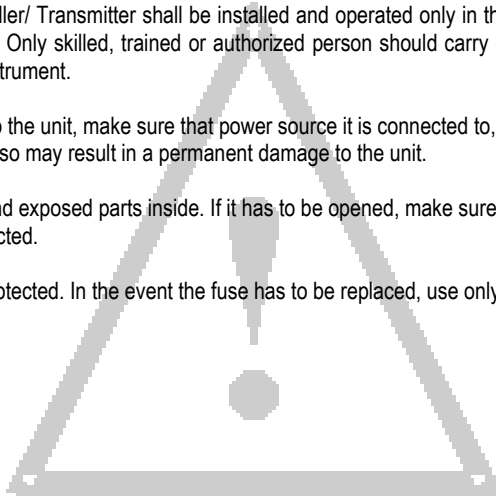 ller/ Transmitter shall be installed and operated only in th
Only skilled, trained or authorized person should carry
trument.
o the unit, make sure that power source it is connected to,
so may result in a permanent damage to the unit.
nd exposed parts inside. If it has to be opened, make sure
cted.
otected. In the event the fuse has to be replaced, use only